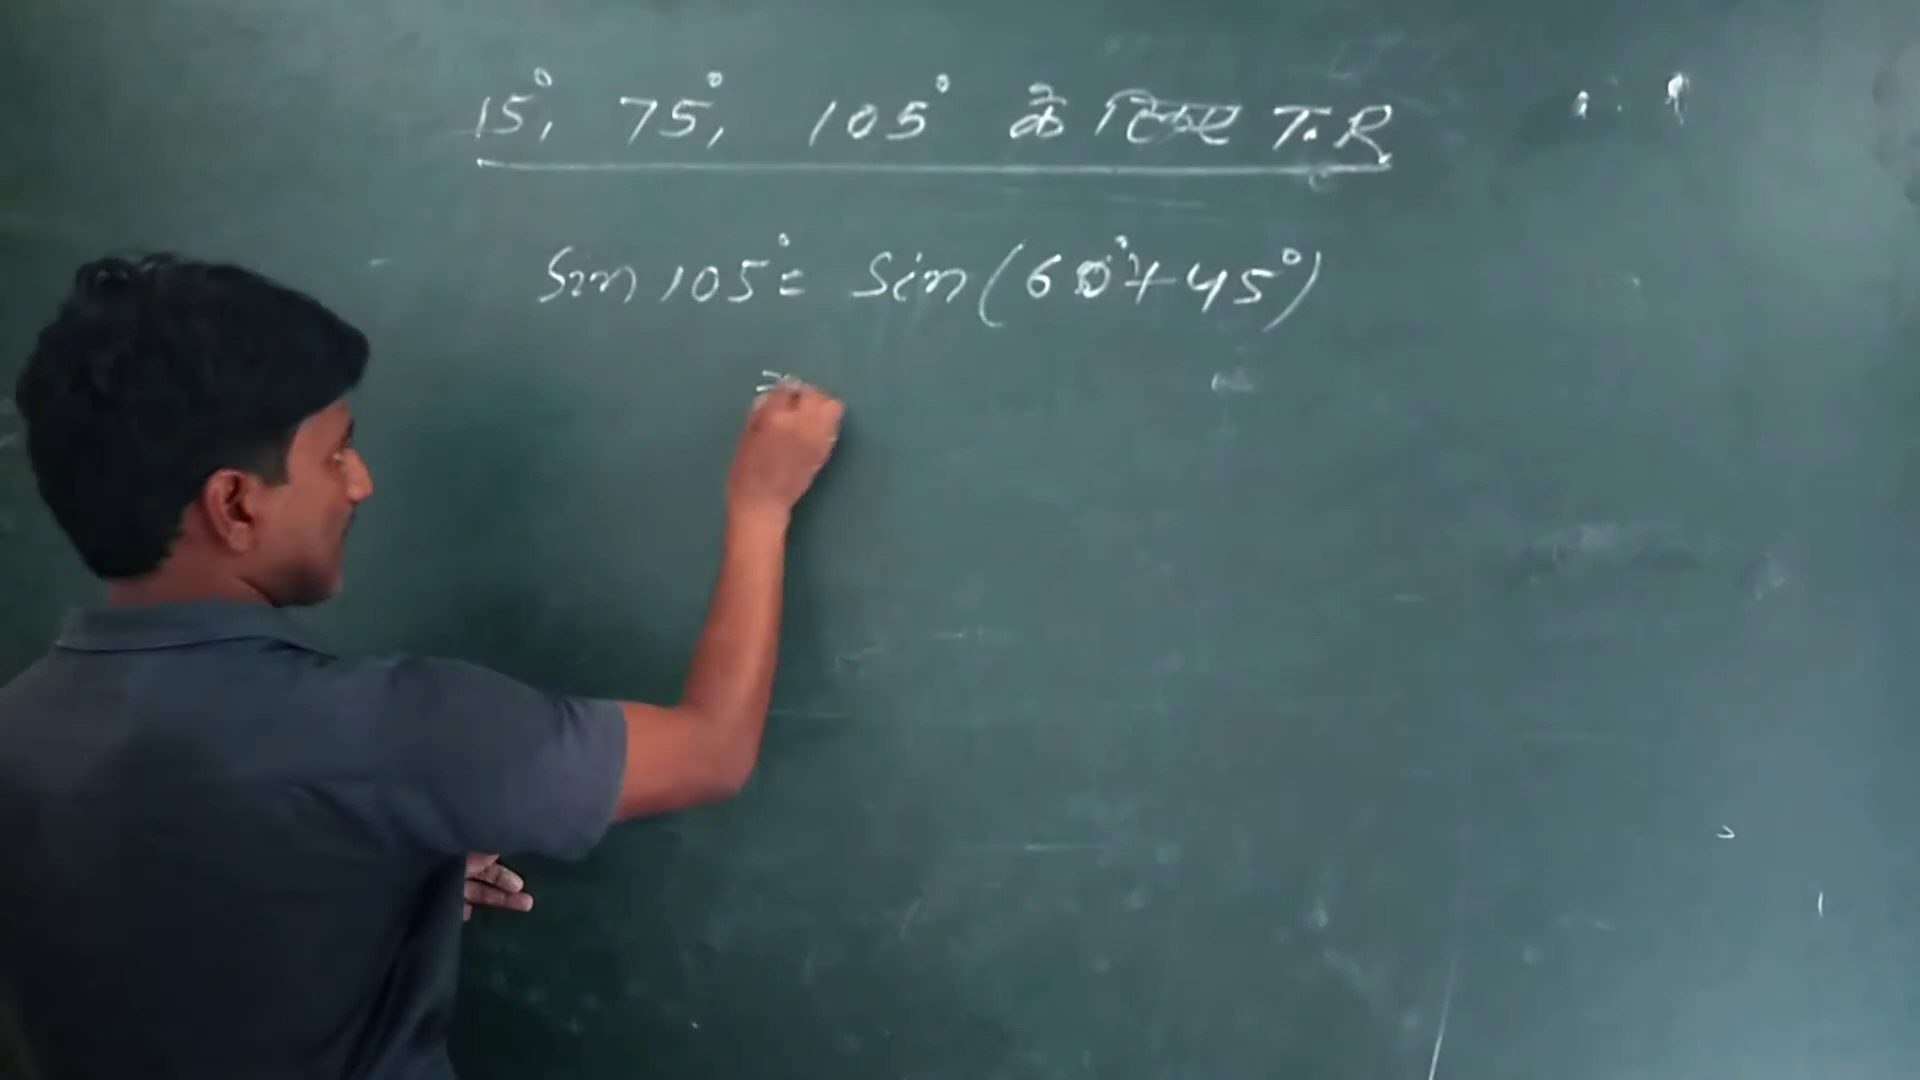 15°, 75°, 105° के लिए T.R
Sin 105° = Sin(60°+45°)
=